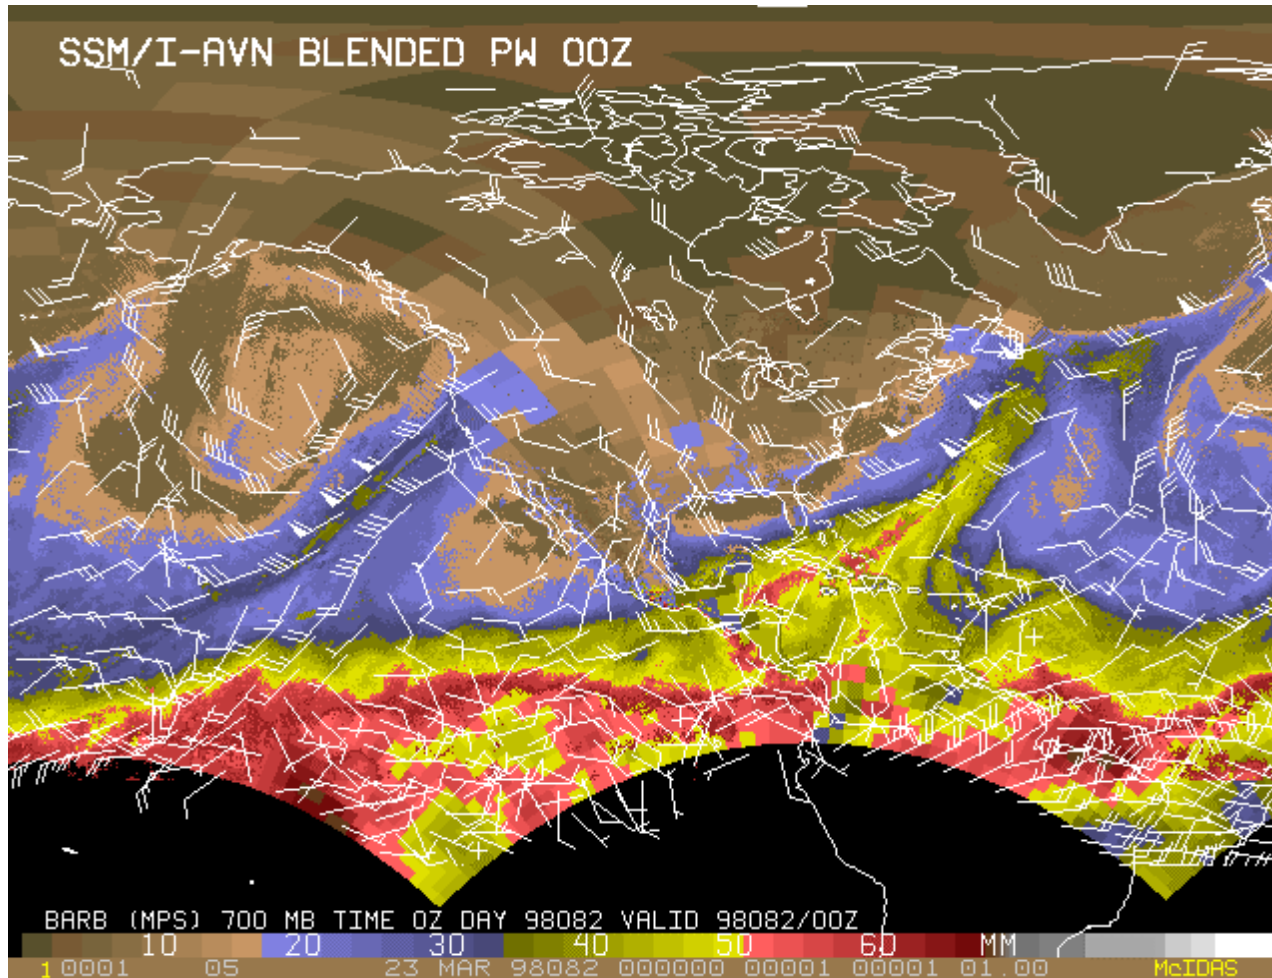 SSM/I-AVN BLENDED PW 00Z
BARB (MPS) 700 MB TIME 0Z DAY 98082 VALID 98082/00Z
10 20 30 40 50 60 MM
1 0001 05 23 MAR 98082 000000 00001 00001 01.00 McIDAS